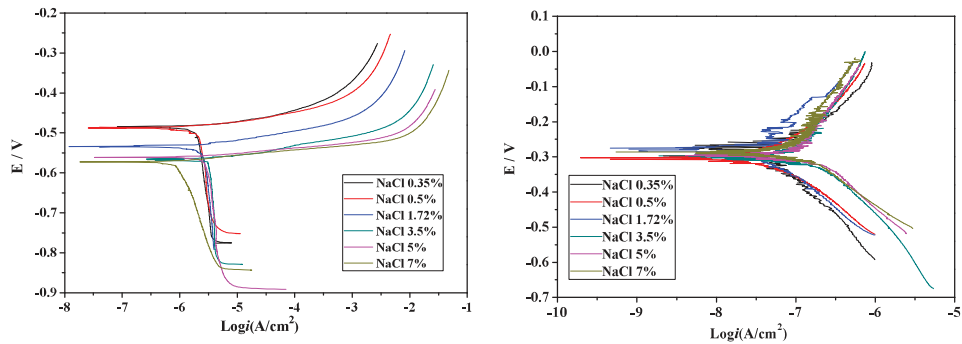 -0.2
-0.3
-0.4
-0.5
-0.6
-0.7
-0.8
-0.9
E / V
-8
-7
-6
-5
-4
-3
-2
-1
Logi(A/cm²)
NaCl 0.35%
NaCl 0.5%
NaCl 1.72%
NaCl 3.5%
NaCl 5%
NaCl 7%
0.1
0.0
-0.1
-0.2
-0.3
-0.4
-0.5
-0.6
-0.7
E / V
-10
-9
-8
-7
-6
-5
Logi(A/cm²)
NaCl 0.35%
NaCl 0.5%
NaCl 1.72%
NaCl 3.5%
NaCl 5%
NaCl 7%